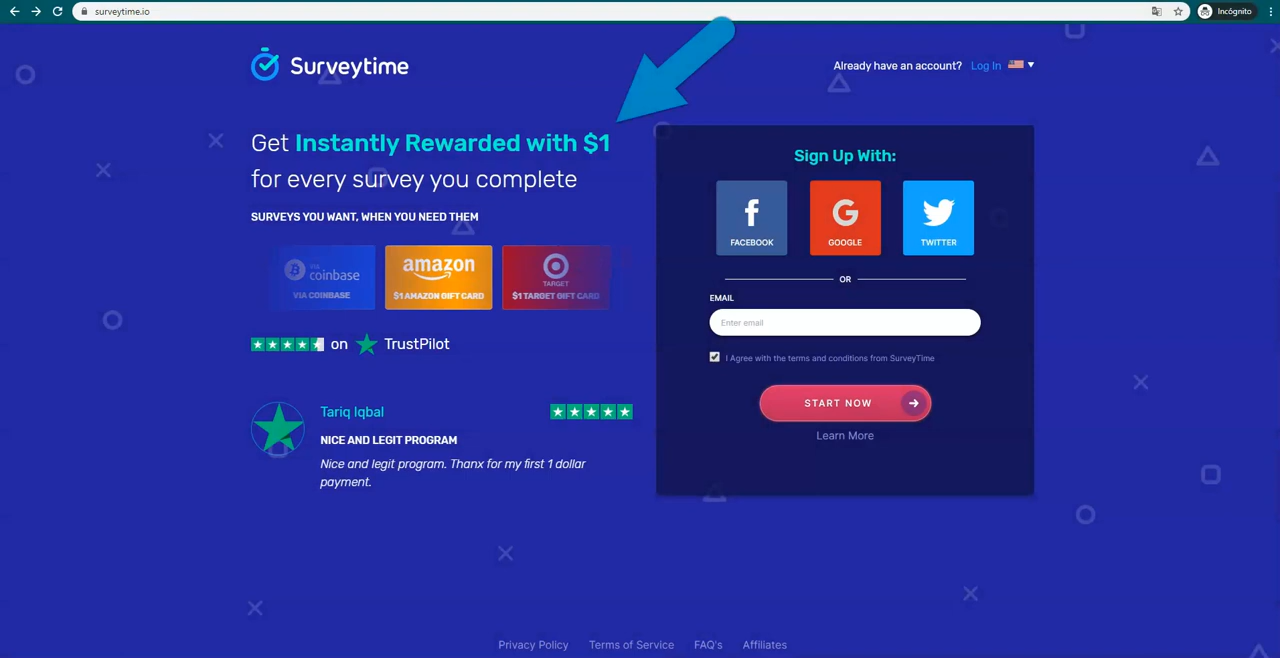 surveytime.io
Incógnito
Surveytime
Already have an account? Log In
Get Instantly Rewarded with $1
for every survey you complete
SURVEYS YOU WANT, WHEN YOU NEED THEM
VIA
coinbase
VIA COINBASE
amazon
$1 AMAZON GIFT CARD
TARGET
$1 TARGET GIFT CARD
on TrustPilot
Tariq Iqbal
NICE AND LEGIT PROGRAM
Nice and legit program. Thanx for my first 1 dollar
payment.
Sign Up With:
FACEBOOK
GOOGLE
TWITTER
OR
EMAIL
Enter email
I Agree with the terms and conditions from SurveyTime
START NOW
Learn More
Privacy Policy Terms of Service FAQ's Affiliates